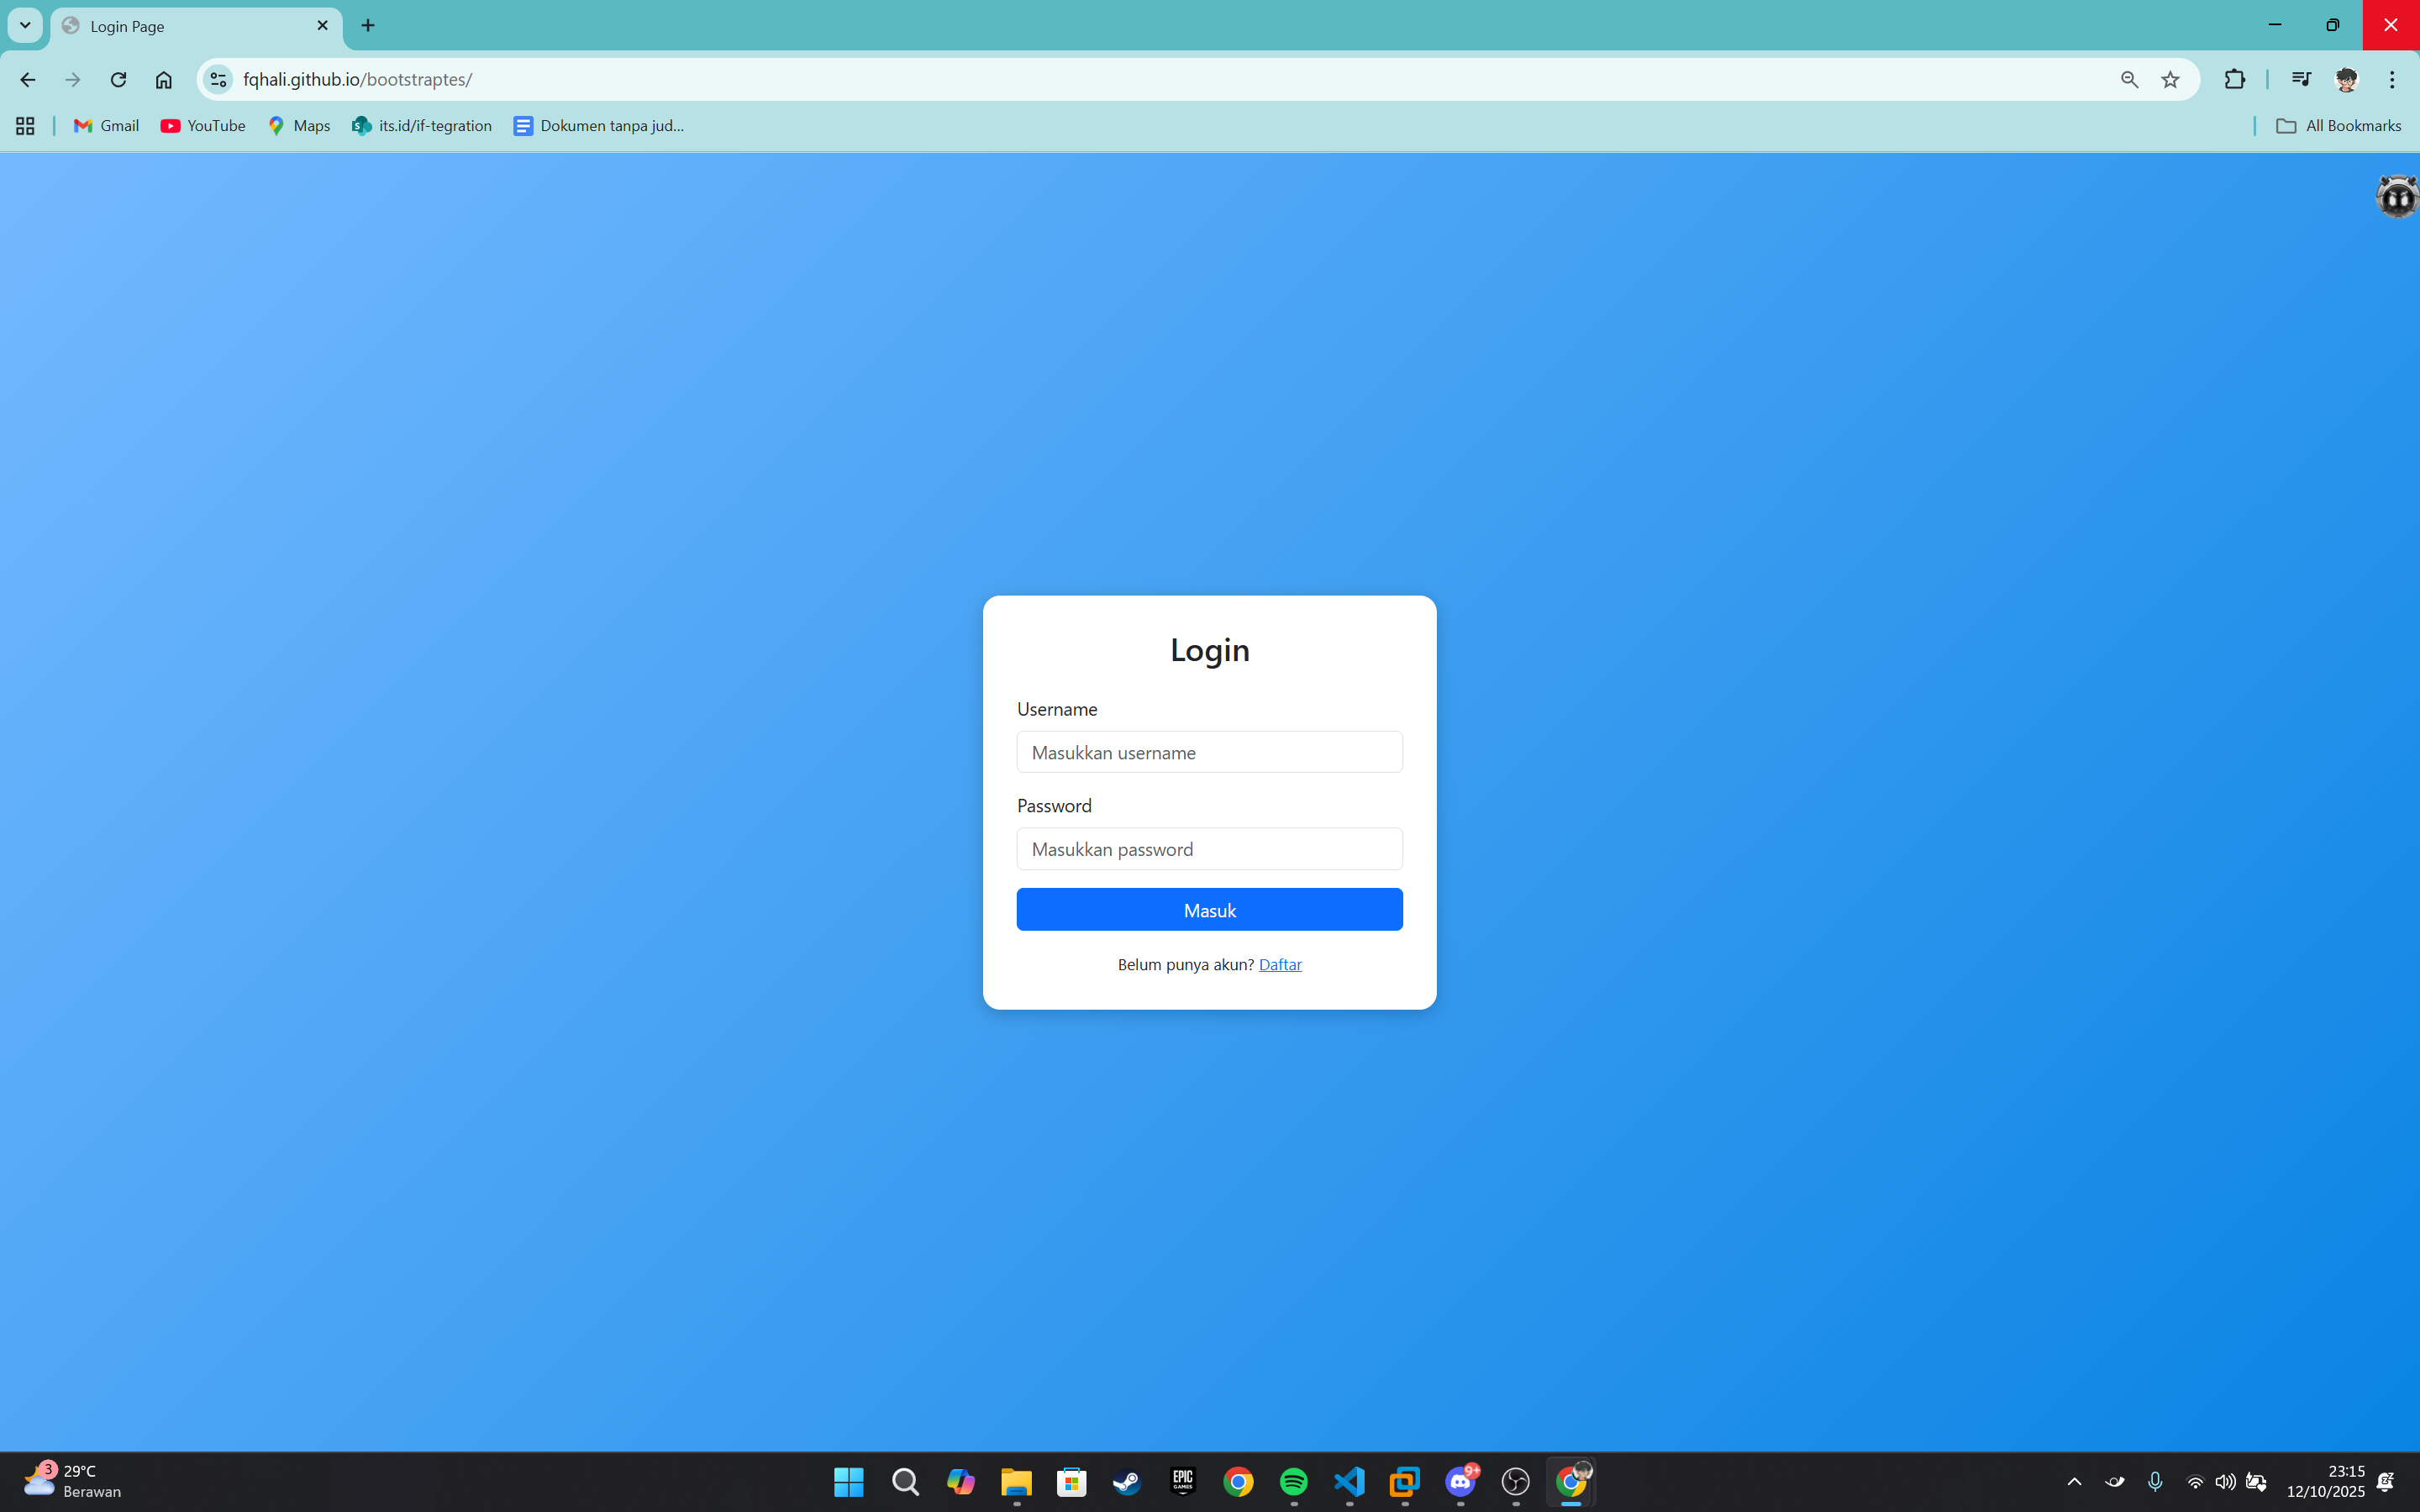 Login Page
fqhali.github.io/bootstraptes/
Gmail YouTube Maps its.id/if-tegration Dokumen tanpa jud... All Bookmarks
Login
Username
Masukkan username
Password
Masukkan password
Masuk
Belum punya akun? Daftar
3
29°C
Berawan
EPIC
GAMES
9+
23:15
12/10/2025